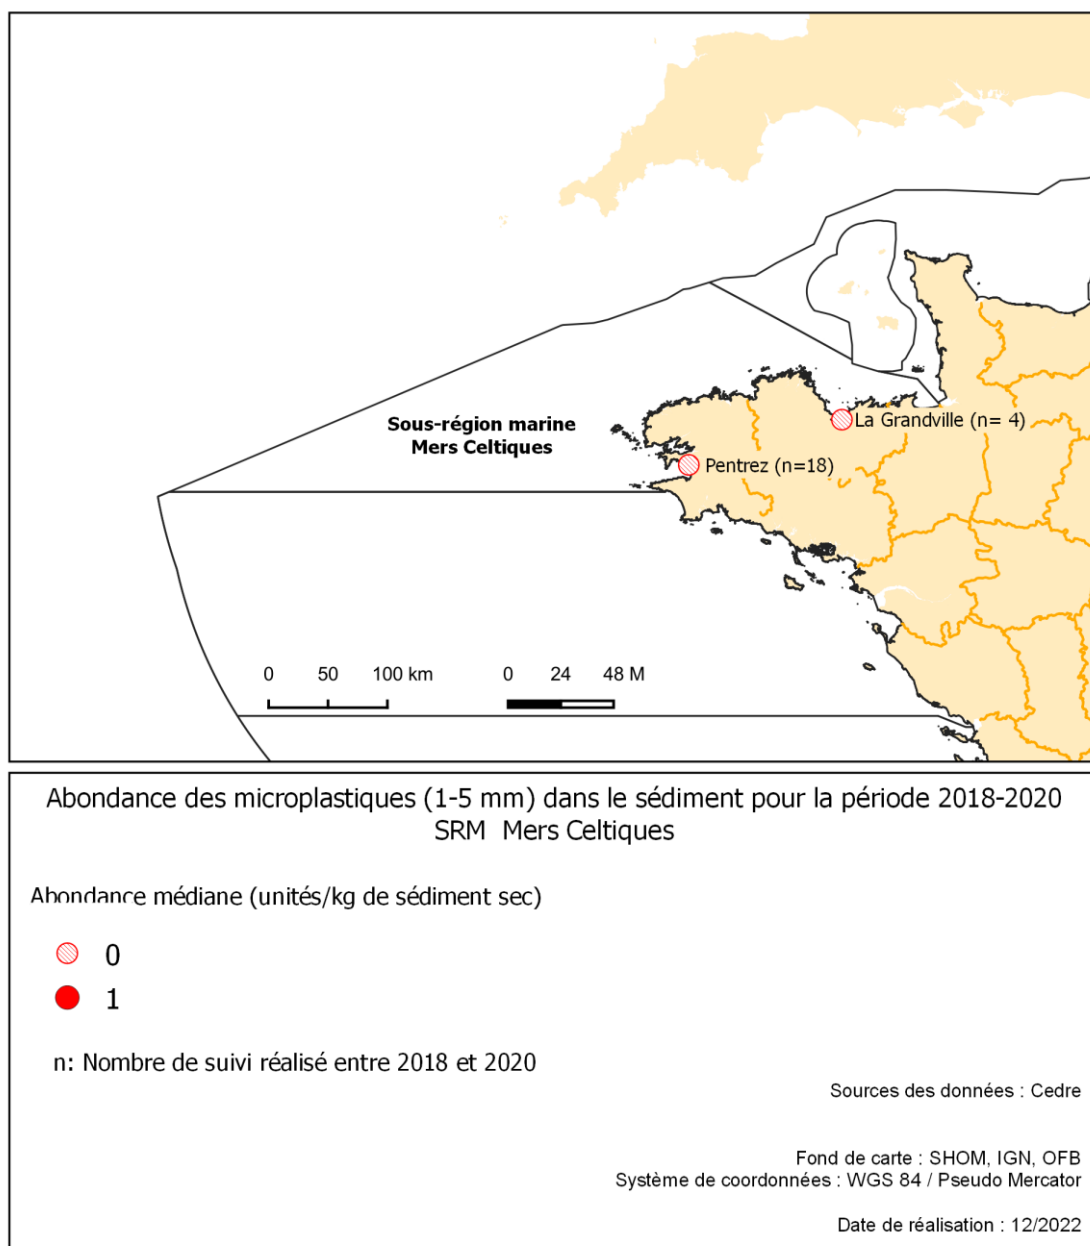 Sous-région marine
Mers Celtiques
La Grandville (n= 4)
Pentrez (n=18)
0 50 100 km
0 24 48 M
Abondance des microplastiques (1-5 mm) dans le sédiment pour la période 2018-2020
SRM Mers Celtiques
Abondance médiane (unités/kg de sédiment sec)
0
1
n: Nombre de suivi réalisé entre 2018 et 2020
Sources des données : Cedre
Fond de carte : SHOM, IGN, OFB
Système de coordonnées : WGS 84 / Pseudo Mercator
Date de réalisation : 12/2022